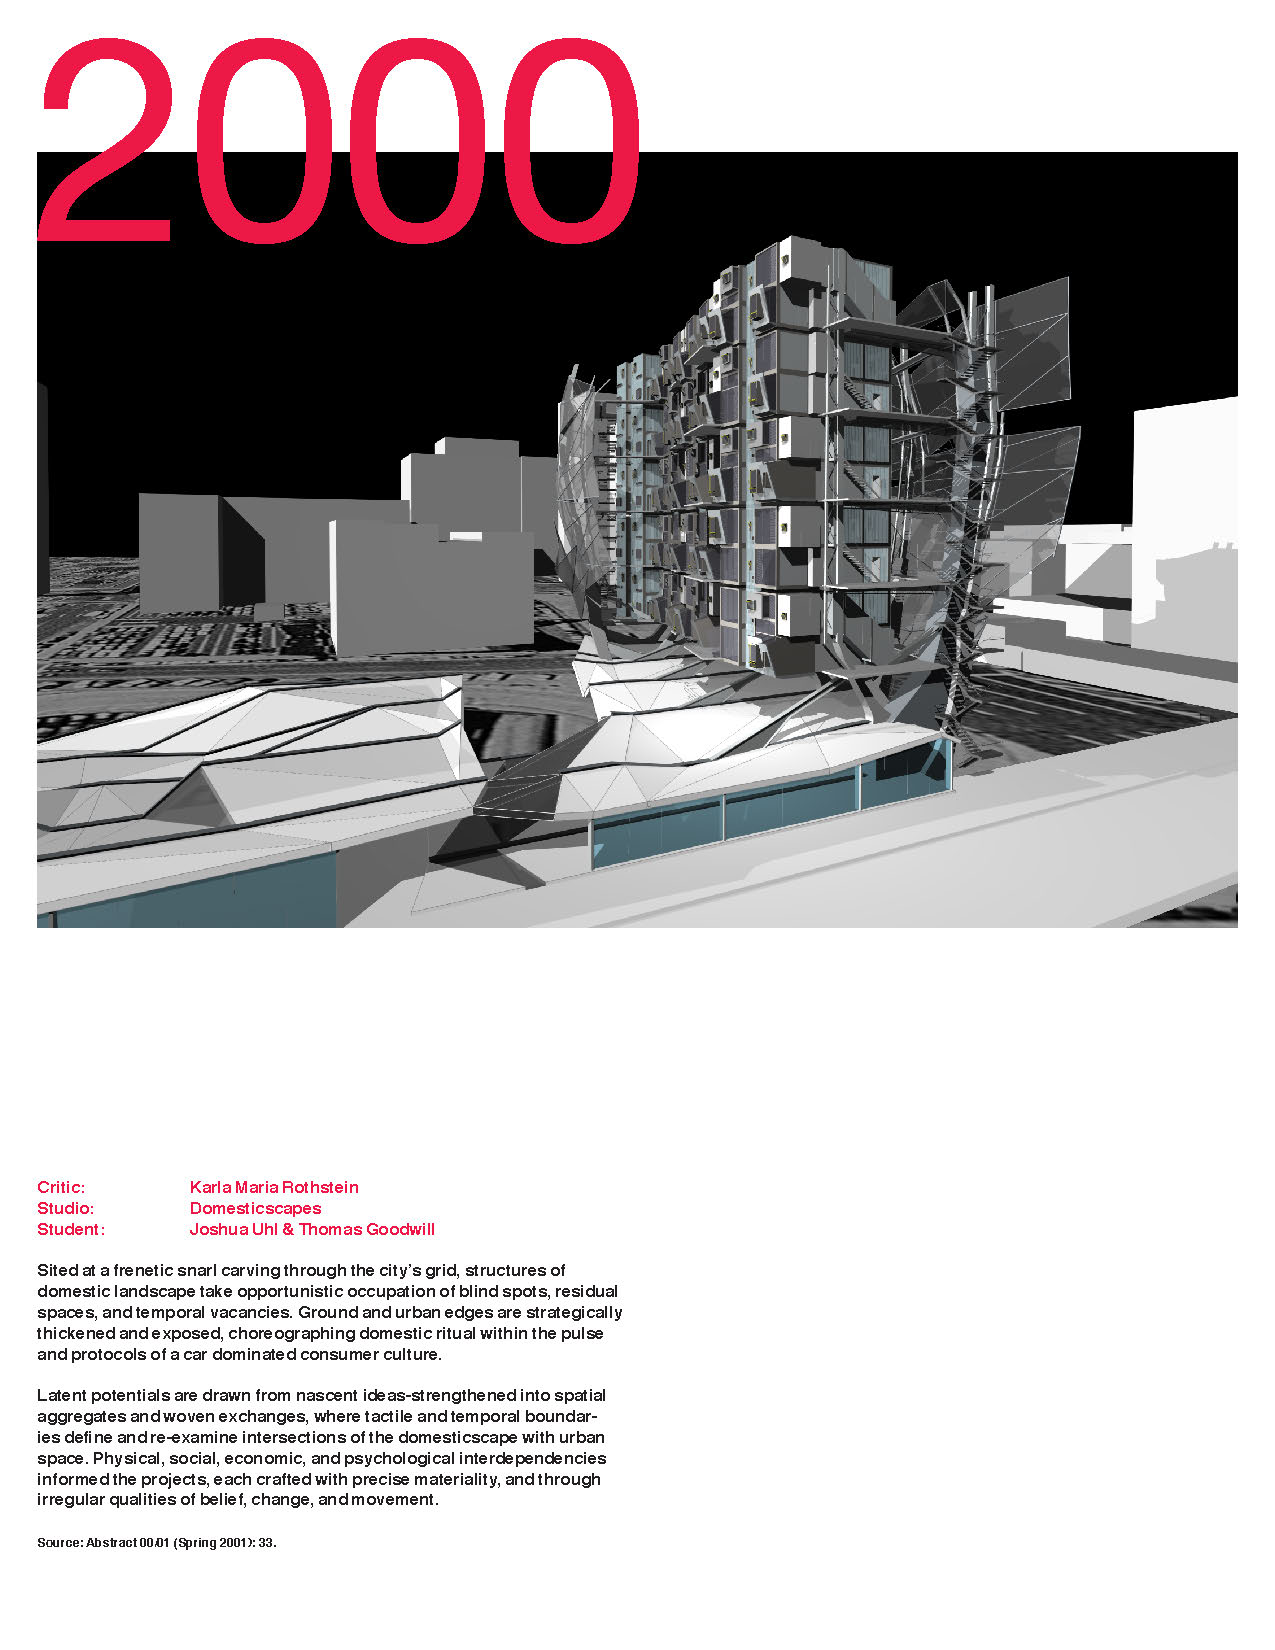 2000
Critic: Karla Maria Rothstein
Studio: Domesticscapes
Student: Joshua Uhl & Thomas Goodwill
Sited at a frenetic snarl carving through the city's grid, structures of
domestic landscape take opportunistic occupation of blind spots, residual
spaces, and temporal vacancies. Ground and urban edges are strategically
thickened and exposed, choreographing domestic ritual within the pulse
and protocols of a car dominated consumer culture.
Latent potentials are drawn from nascent ideas-strengthened into spatial
aggregates and woven exchanges, where tactile and temporal boundar-
ies define and re-examine intersections of the domesticscape with urban
space. Physical, social, economic, and psychological interdependencies
informed the projects, each crafted with precise materiality, and through
irregular qualities of belief, change, and movement.
Source: Abstract 00/01 (Spring 2001): 33.